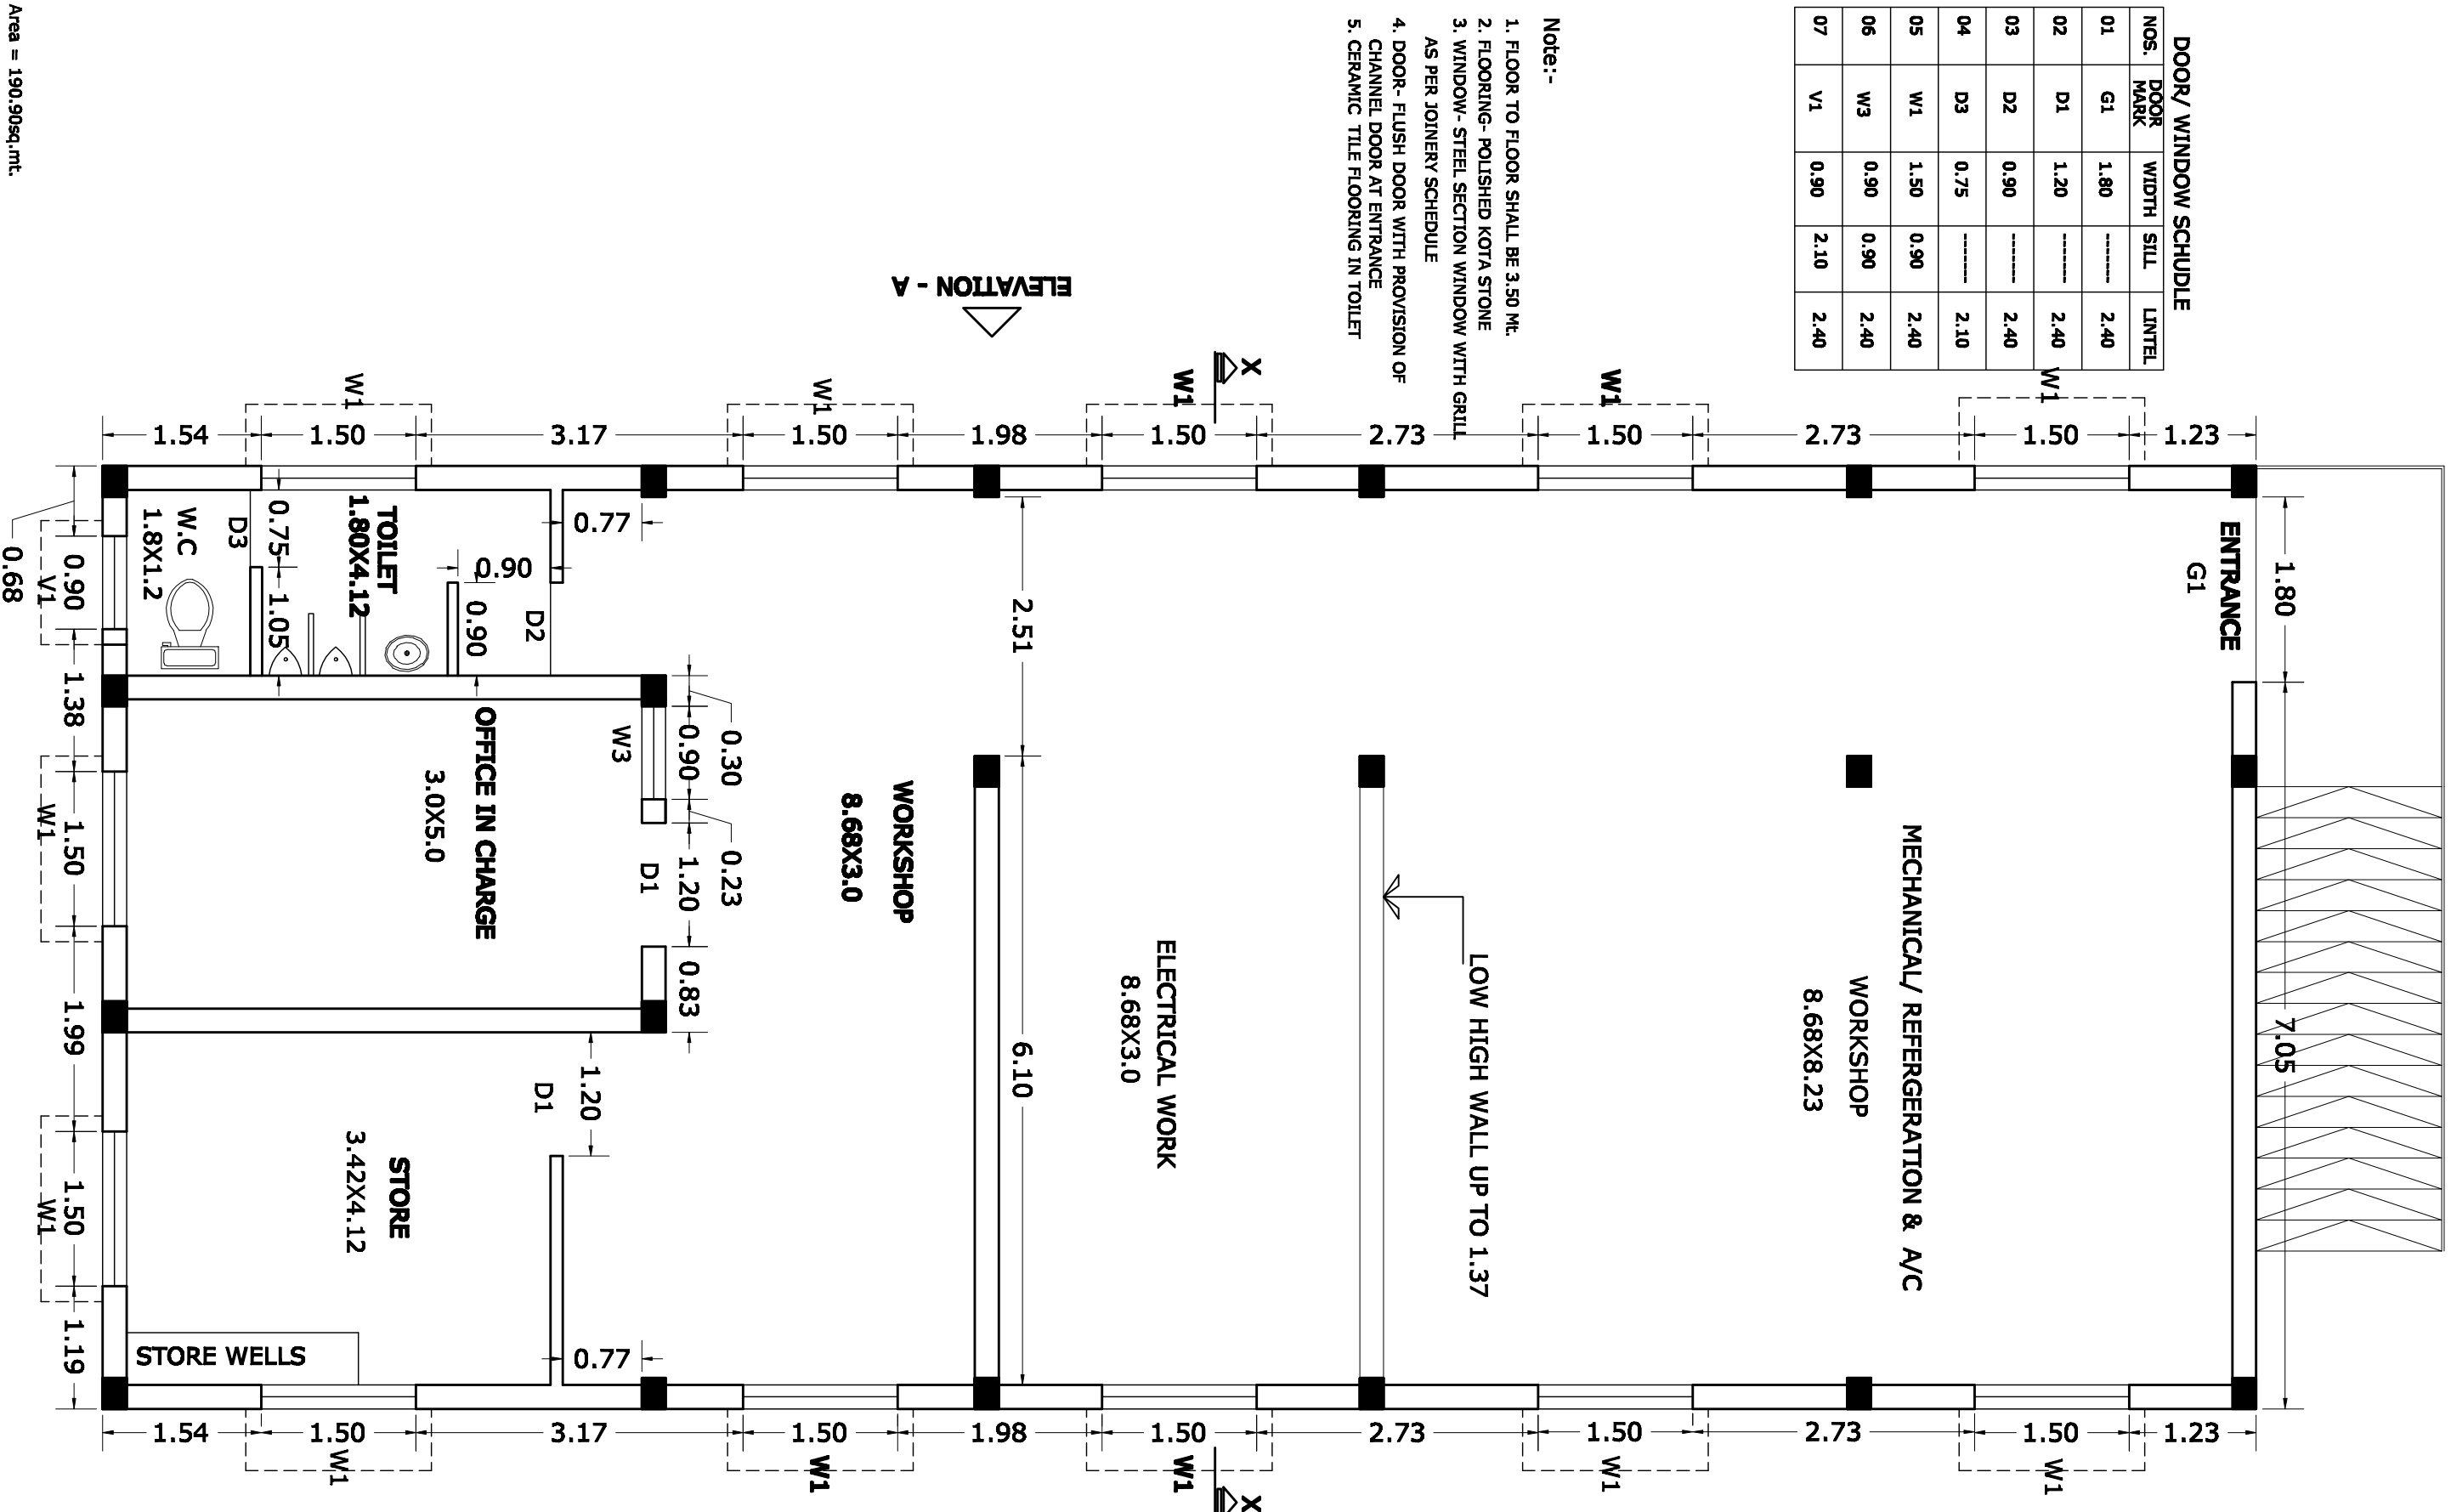 DOOR/ WINDOW SCHUDLE
NOS. DOOR MARK WIDTH SILL LINTEL
01 G1 1.80 -------- 2.40
02 D1 1.20 -------- 2.40
03 D2 0.90 -------- 2.40
04 D3 0.75 -------- 2.10
05 W1 1.50 0.90 2.40
06 W3 0.90 0.90 2.40
07 V1 0.90 2.10 2.40
Note:-
1. FLOOR TO FLOOR SHALL BE 3.50 Mt.
2. FLOORING- POLISHED KOTA STONE
3. WINDOW- STEEL SECTION WINDOW WITH GRILL
AS PER JOINERY SCHEDULE
4. DOOR- FLUSH DOOR WITH PROVISION OF
CHANNEL DOOR AT ENTRANCE
5. CERAMIC TILE FLOORING IN TOILET
ELEVATION - A
Area = 190.90sq.mt.
X
W1
W1
W1
W1
W1
1.54
1.50
3.17
1.50
1.98
1.50
2.73
1.50
2.73
1.50
1.23
ENTRANCE
G1
1.80
7.05
MECHANICAL/ REFERGERATION & A/C
WORKSHOP
8.68X8.23
LOW HIGH WALL UP TO 1.37
ELECTRICAL WORK
8.68X3.0
2.51
6.10
WORKSHOP
8.68X3.0
0.30
0.23
0.90
1.20
0.83
W3
D1
0.77
0.90
D2
0.90
TOILET
1.80X4.12
0.75
1.05
D3
W.C
1.8X1.2
OFFICE IN CHARGE
3.0X5.0
1.20
D1
STORE
3.42X4.12
0.77
STORE WELLS
0.68
0.90
V1
1.38
1.50
W1
1.99
1.50
W1
1.19
1.54
1.50
3.17
1.50
1.98
1.50
2.73
1.50
2.73
1.50
1.23
W1
W1
W1
W1
W1
X